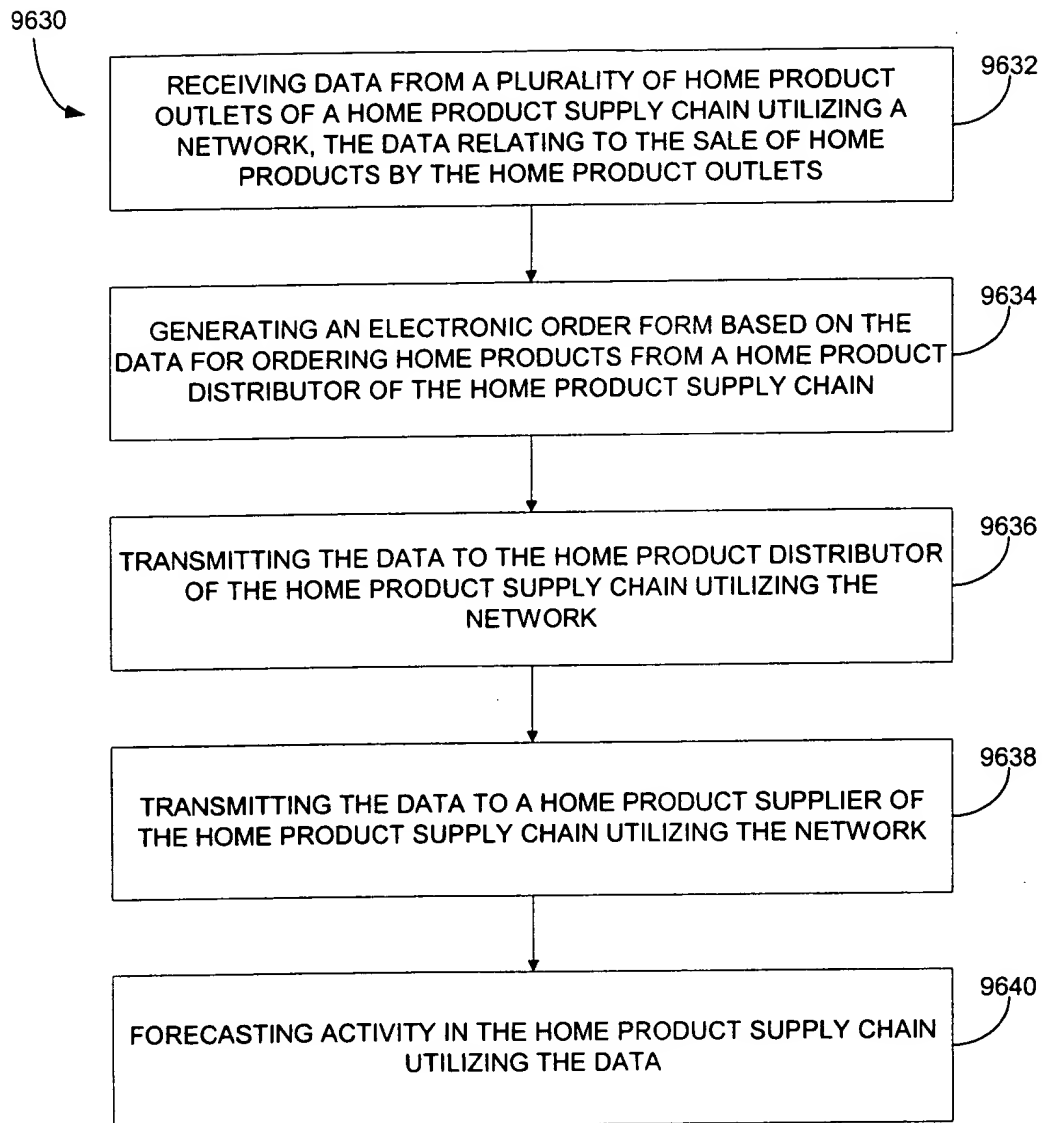 9630
RECEIVING DATA FROM A PLURALITY OF HOME PRODUCT
OUTLETS OF A HOME PRODUCT SUPPLY CHAIN UTILIZING A
NETWORK, THE DATA RELATING TO THE SALE OF HOME
PRODUCTS BY THE HOME PRODUCT OUTLETS
9632
GENERATING AN ELECTRONIC ORDER FORM BASED ON THE
DATA FOR ORDERING HOME PRODUCTS FROM A HOME PRODUCT
DISTRIBUTOR OF THE HOME PRODUCT SUPPLY CHAIN
9634
TRANSMITTING THE DATA TO THE HOME PRODUCT DISTRIBUTOR
OF THE HOME PRODUCT SUPPLY CHAIN UTILIZING THE
NETWORK
9636
TRANSMITTING THE DATA TO A HOME PRODUCT SUPPLIER OF
THE HOME PRODUCT SUPPLY CHAIN UTILIZING THE NETWORK
9638
FORECASTING ACTIVITY IN THE HOME PRODUCT SUPPLY CHAIN
UTILIZING THE DATA
9640